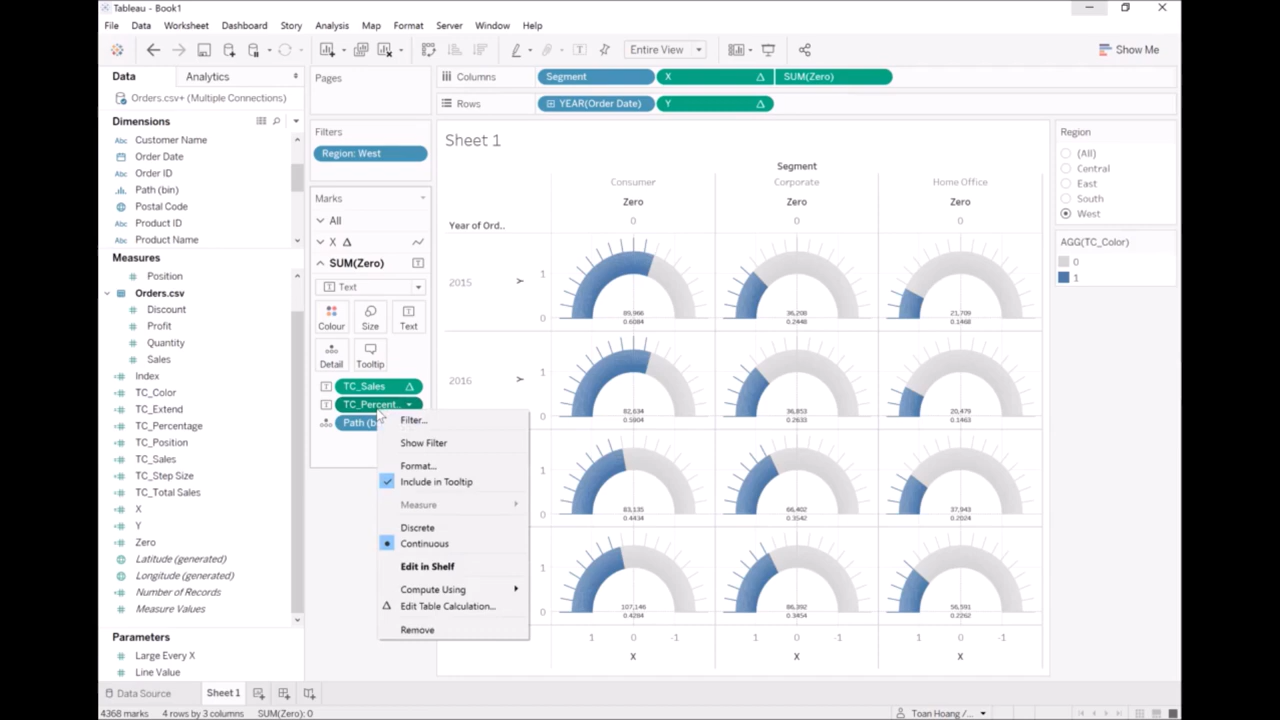 Tableau - Book1
File Data Worksheet Dashboard Story Analysis Map Format Server Window Help
Entire View
Show Me
Data Analytics
Orders.csv+ (Multiple Connections)
Dimensions
Abc Customer Name
Order Date
Abc Order ID
Path (bin)
Postal Code
Abc Product ID
Abc Product Name
Measures
# Position
Orders.csv
# Discount
# Profit
# Quantity
# Sales
Index
TC_Color
TC_Extend
TC_Percentage
TC_Position
TC_Sales
TC_Step Size
TC_Total Sales
X
Y
Zero
Latitude (generated)
Longitude (generated)
Number of Records
Measure Values
Parameters
Large Every X
Line Value
Pages
Filters
Region: West
Marks
All
X
SUM(Zero)
Text
Colour Size Text
Detail Tooltip
TC_Sales
TC_Percent..
Path (b
Filter...
Show Filter
Format...
Include in Tooltip
Measure
Discrete
Continuous
Edit in Shelf
Compute Using
Edit Table Calculation...
Remove
Columns Segment X SUM(Zero)
Rows YEAR(Order Date) Y
Sheet 1
Segment
Consumer Corporate Home Office
Zero Zero Zero
0 0 0
Year of Ord..
2015 Y 1 0
89,966 36,208 21,709
0.6084 0.2448 0.1468
2016 Y 1 0
82,634 36,853 20,479
0.5904 0.2633 0.1463
1 0
83,135 66,402 37,943
0.4434 0.3542 0.2024
1 0
107,146 86,392 56,591
0.4284 0.3454 0.2262
1 0 -1 1 0 -1 1 0 -1
X X X
Region
(All)
Central
East
South
West
AGG(TC_Color)
0
1
Data Source Sheet 1
4368 marks 4 rows by 3 columns SUM(Zero): 0
Toan Hoang /...